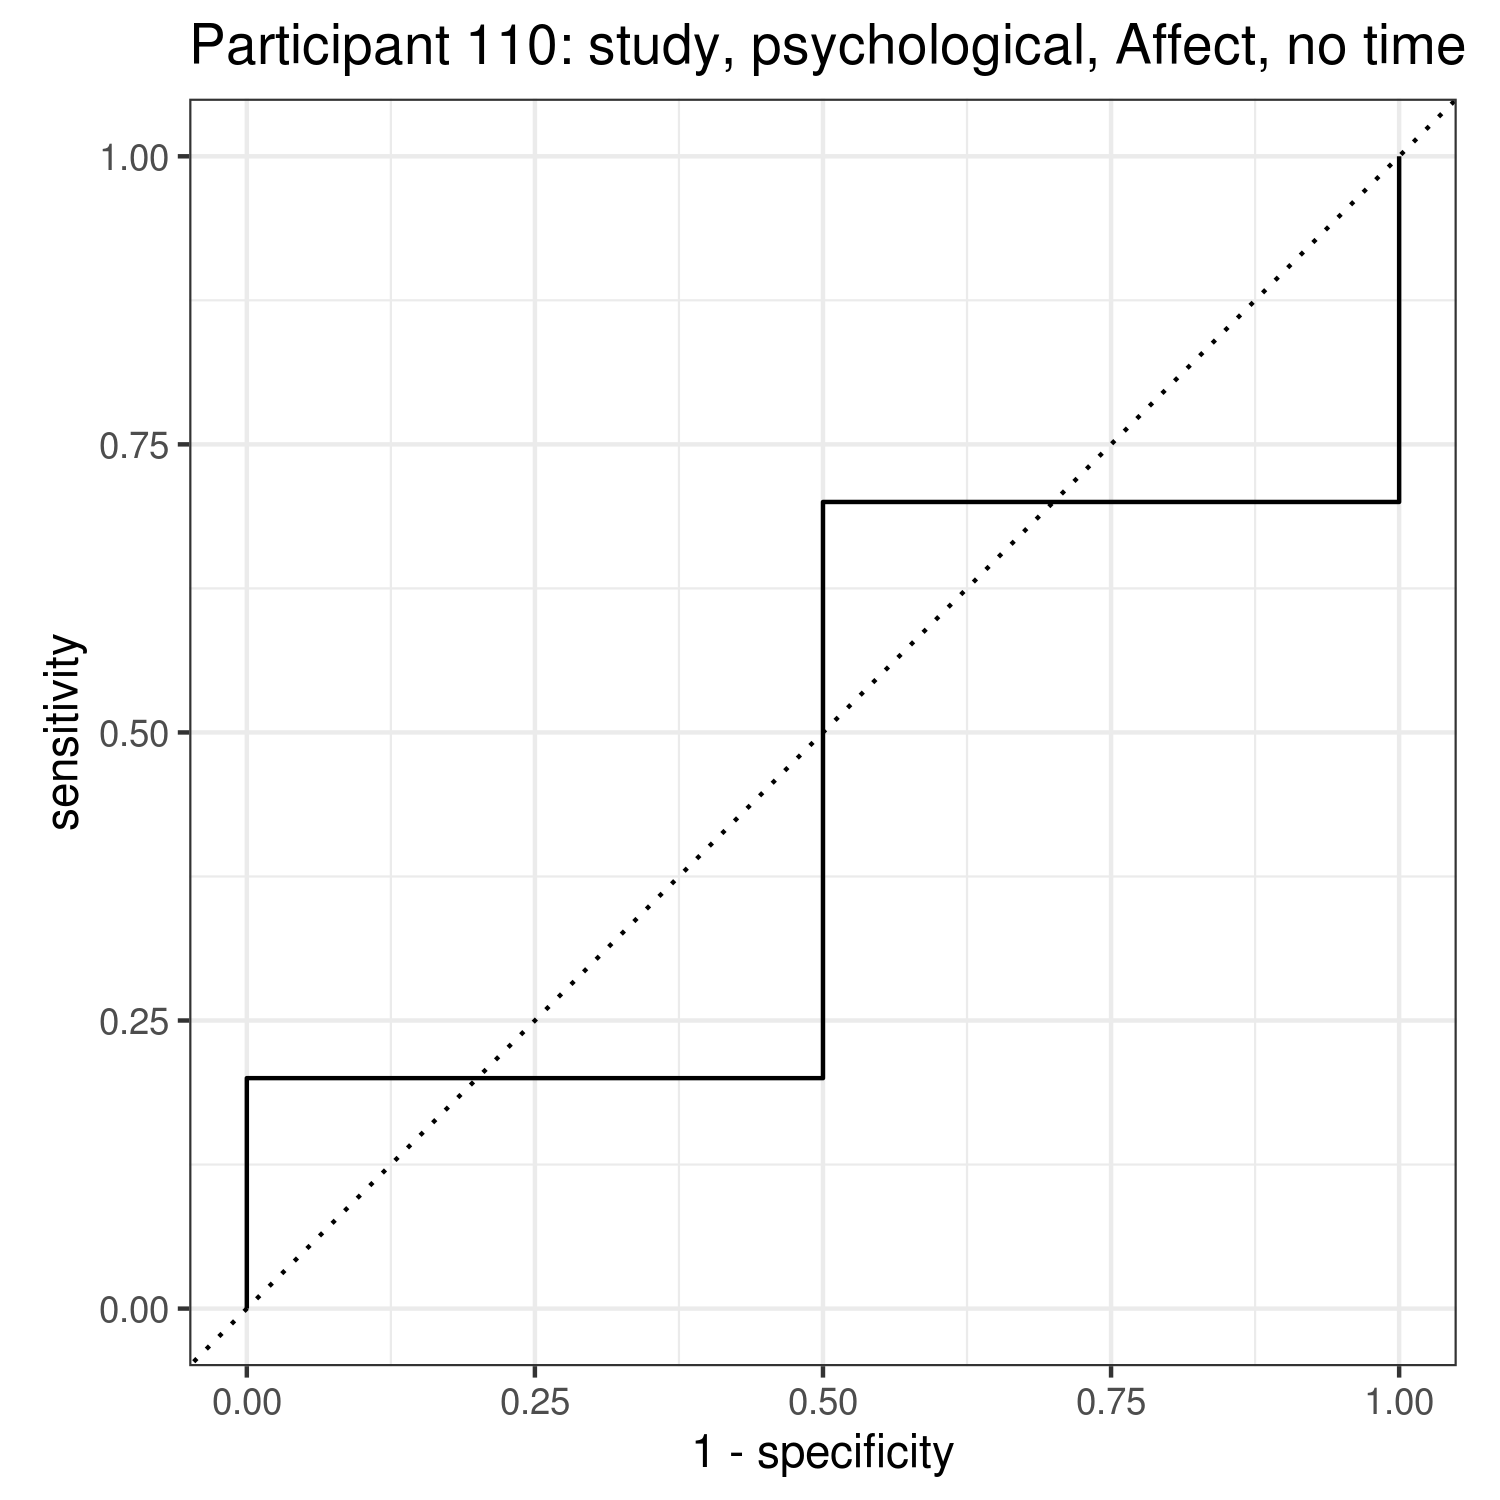 Participant 110: study, psychological, Affect, no time
1.00
0.75
0.50
0.25
0.00
sensitivity
0.00 0.25 0.50 0.75 1.00
1 - specificity